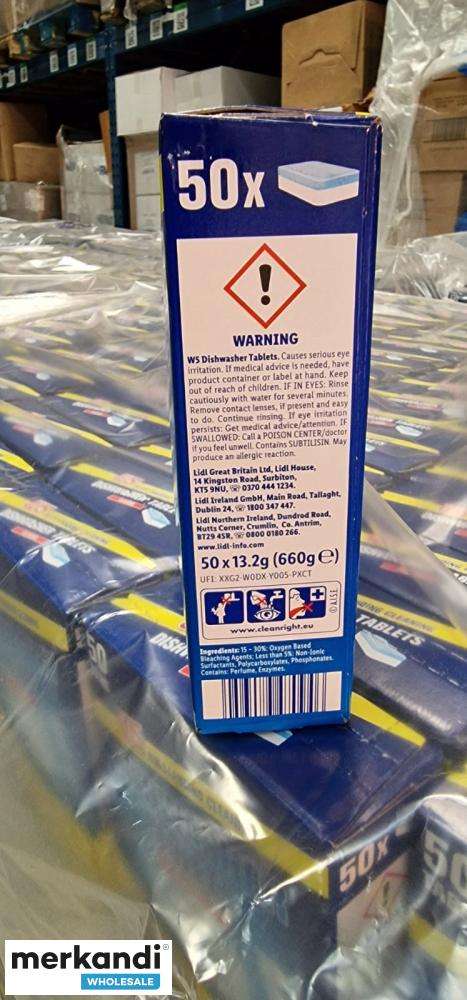 50x
WARNING
W5 Dishwasher Tablets. Causes serious eye
irritation. If medical advice is needed, have
product container or label at hand. Keep
out of reach of children. IF IN EYES: Rinse
cautiously with water for several minutes.
Remove contact lenses, if present and easy
to do. Continue rinsing. If eye irritation
persists: Get medical advice/attention. IF
SWALLOWED: Call a POISON CENTER/doctor
if you feel unwell. Contains SUBTILISIN. May
produce an allergic reaction.
Lidl Great Britain Ltd, Lidl House,
14 Kingston Road, Surbiton,
KT5 9NU, ☏ 0370 444 1234.
Lidl Ireland GmbH, Main Road, Tallaght,
Dublin 24, ☏ 1800 347 447.
Lidl Northern Ireland, Dundrod Road,
Nutts Corner, Crumlin, Co. Antrim,
BT29 4SR, ☏ 0800 0180 266.
www.lidl-info.com
50 x 13.2g (660g ℮)
UFI: XXG2-W0DX-Y005-PXCT
© A.I.S.E.
www.cleanright.eu
Ingredients: 15 - 30%: Oxygen Based
Bleaching Agents; Less than 5%: Non-Ionic
Surfactants, Polycarboxylates, Phosphonates.
Contains: Perfume, Enzymes.
TABLETS
50x
merkandi®
WHOLESALE